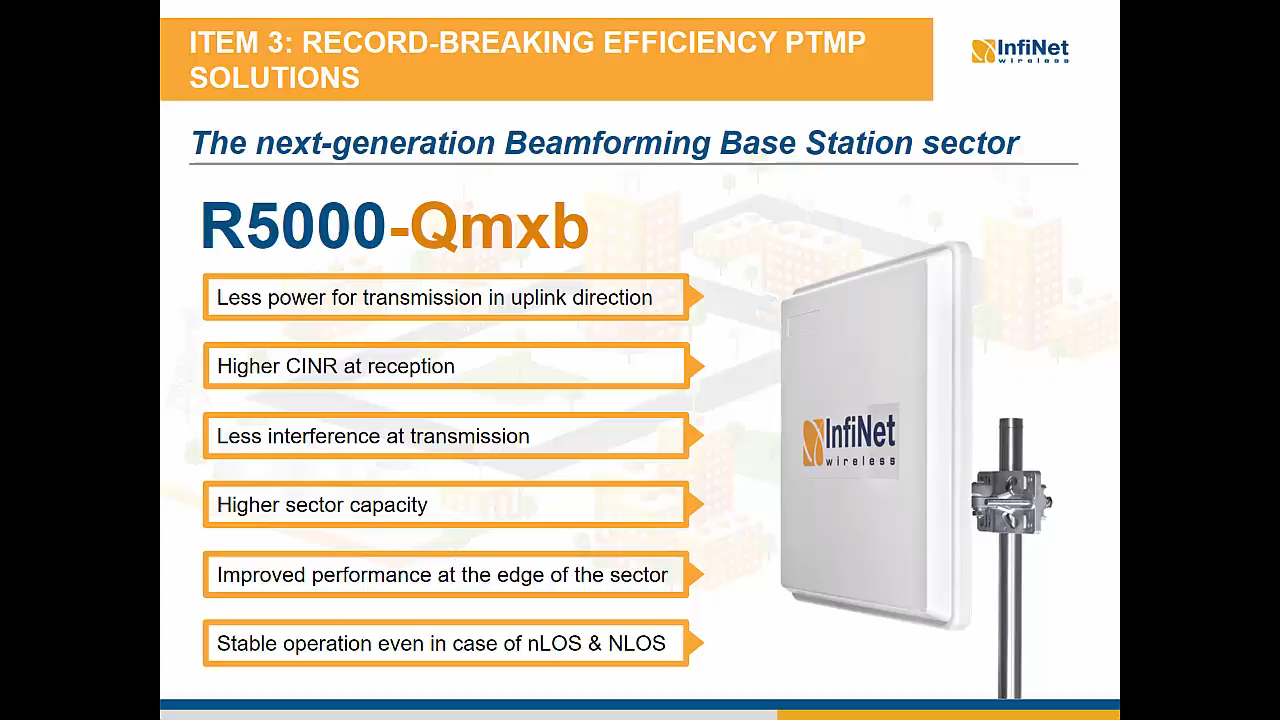 ITEM 3: RECORD-BREAKING EFFICIENCY PTMP
SOLUTIONS
InfiNet
wireless
The next-generation Beamforming Base Station sector
R5000-Qmxb
Less power for transmission in uplink direction
Higher CINR at reception
Less interference at transmission
Higher sector capacity
Improved performance at the edge of the sector
Stable operation even in case of nLOS & NLOS
InfiNet
wireless